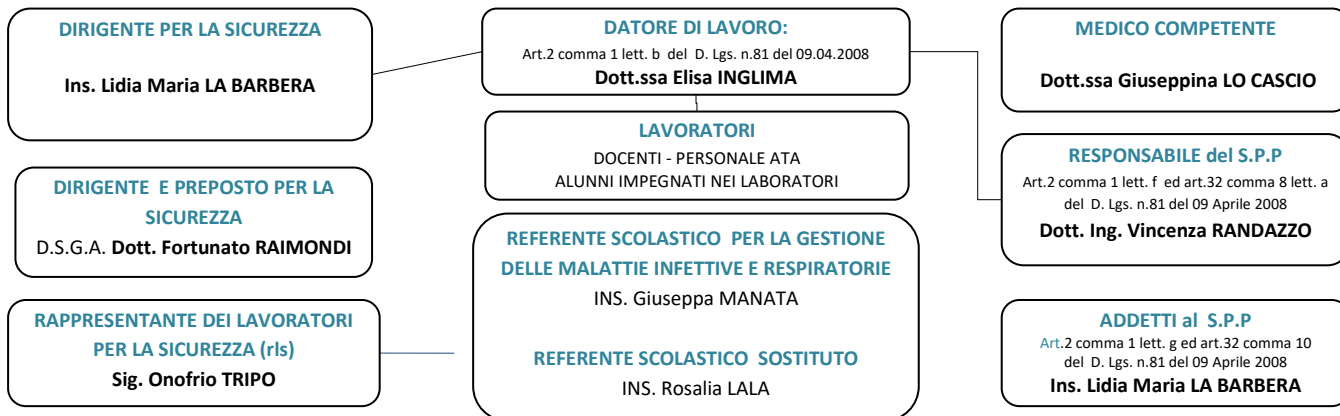 DIRIGENTE PER LA SICUREZZA
Ins. Lidia Maria LA BARBERA
DATORE DI LAVORO:
Art.2 comma 1 lett. b del D. Lgs. n.81 del 09.04.2008
Dott.ssa Elisa INGLIMA
MEDICO COMPETENTE
Dott.ssa Giuseppina LO CASCIO
LAVORATORI
DOCENTI - PERSONALE ATA
ALUNNI IMPEGNATI NEI LABORATORI
RESPONSABILE del S.P.P
Art.2 comma 1 lett. f ed art.32 comma 8 lett. a
del D. Lgs. n.81 del 09 Aprile 2008
Dott. Ing. Vincenza RANDAZZO
DIRIGENTE E PREPOSTO PER LA
SICUREZZA
D.S.G.A. Dott. Fortunato RAIMONDI
REFERENTE SCOLASTICO PER LA GESTIONE
DELLE MALATTIE INFETTIVE E RESPIRATORIE
INS. Giuseppa MANATA
REFERENTE SCOLASTICO SOSTITUTO
INS. Rosalia LALA
RAPPRESENTANTE DEI LAVORATORI
PER LA SICUREZZA (rls)
Sig. Onofrio TRIPO
ADDETTI al S.P.P
Art.2 comma 1 lett. g ed art.32 comma 10
del D. Lgs. n.81 del 09 Aprile 2008
Ins. Lidia Maria LA BARBERA